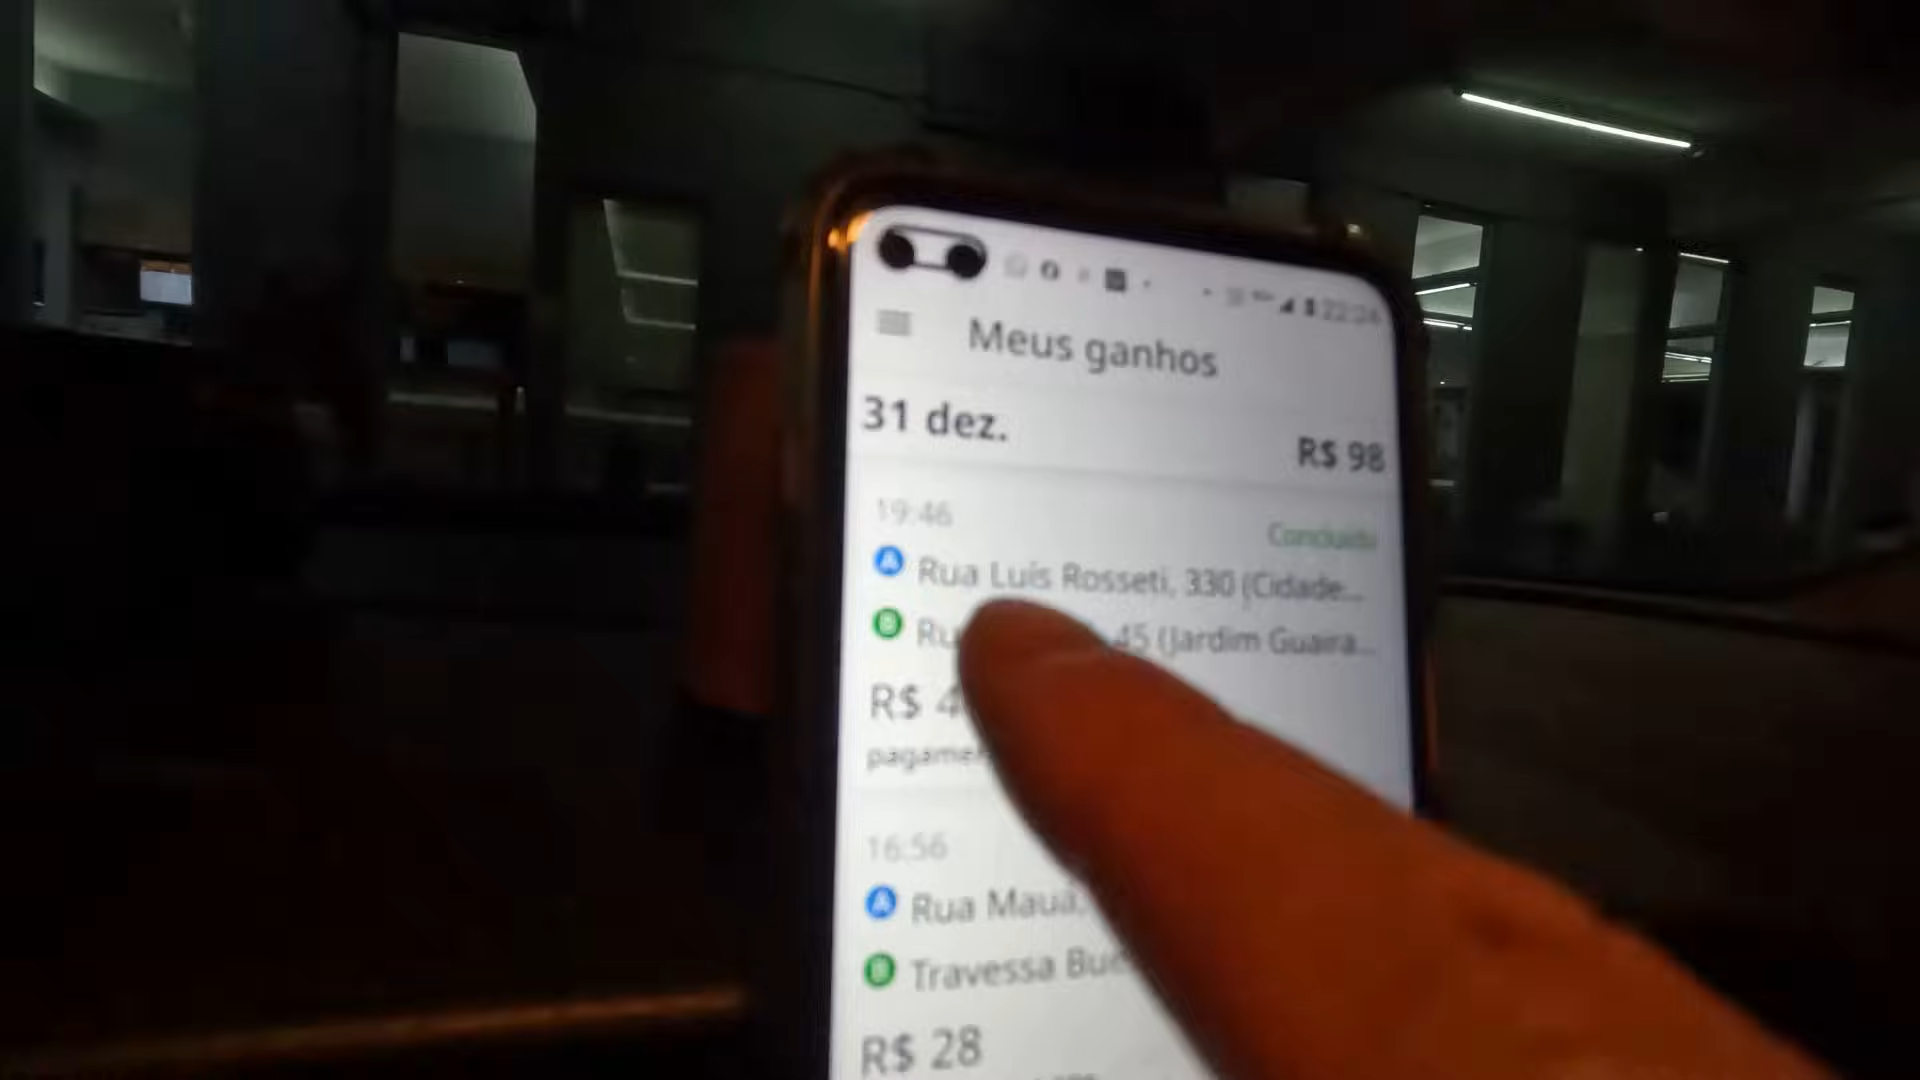 Meus ganhos
31 dez.
R$ 98
19:46
Concluído
A Rua Luís Rosseti, 330 (Cidade...
B 45 (Jardim Guaira...
R$ 4
16:56
A Rua Mauá,
B Travessa
R$ 28